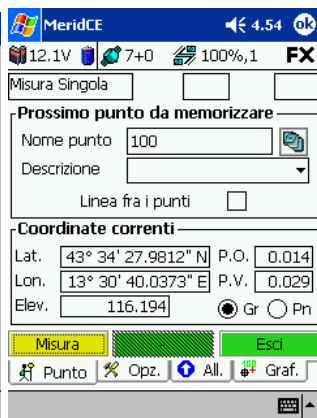 MeridCE 4.54 ok
12.1V 7+0 100%,1 FX
Misura Singola
Prossimo punto da memorizzare
Nome punto 100
Descrizione
Linea fra i punti
Coordinate correnti
Lat. 43° 34' 27.9812" N P.O. 0.014
Lon. 13° 30' 40.0373" E P.V. 0.029
Elev. 116.194 Gr Pn
Misura - Esci
Punto Opz. All. Graf.